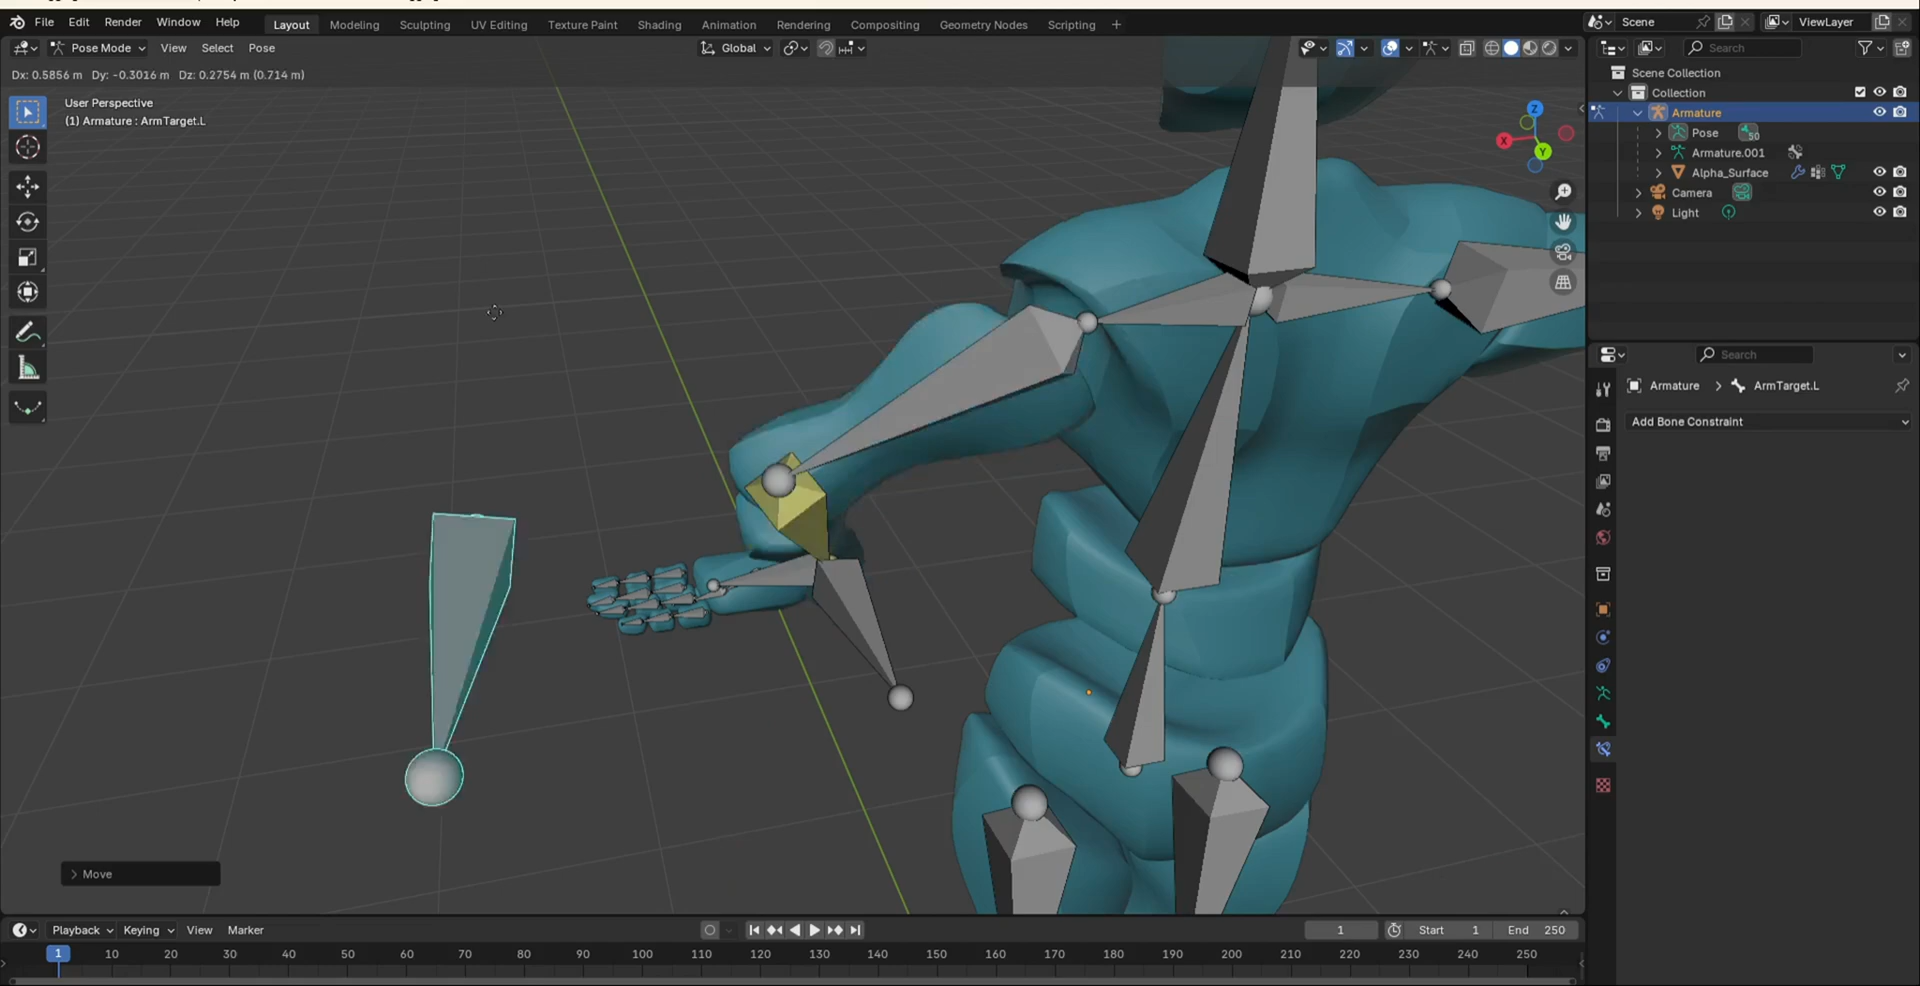 File Edit Render Window Help Layout Modeling Sculpting UV Editing Texture Paint Shading Animation Rendering Compositing Geometry Nodes Scripting + Scene ViewLayer
Pose Mode View Select Pose Global Search
Dx: 0.5856 m Dy: -0.3016 m Dz: 0.2754 m (0.714 m)
Scene Collection
Collection
User Perspective
(1) Armature : ArmTarget.L
Armature
Pose 50
Armature.001
Alpha_Surface
Camera
Light
Z
X
Y
Search
Armature > ArmTarget.L
Add Bone Constraint
> Move
Playback Keying View Marker 1 Start 1 End 250
1 10 20 30 40 50 60 70 80 90 100 110 120 130 140 150 160 170 180 190 200 210 220 230 240 250